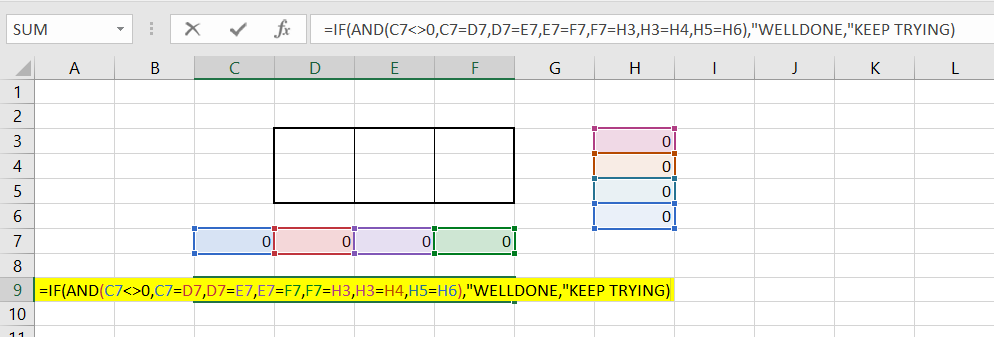 SUM =IF(AND(C7<>0,C7=D7,D7=E7,E7=F7,F7=H3,H3=H4,H5=H6),"WELLDONE,"KEEP TRYING)
A B C D E F G H I J K L
1
2
3 0
4 0
5 0
6 0
7 0 0 0 0
8
9 =IF(AND(C7<>0,C7=D7,D7=E7,E7=F7,F7=H3,H3=H4,H5=H6),"WELLDONE,"KEEP TRYING)
10
11